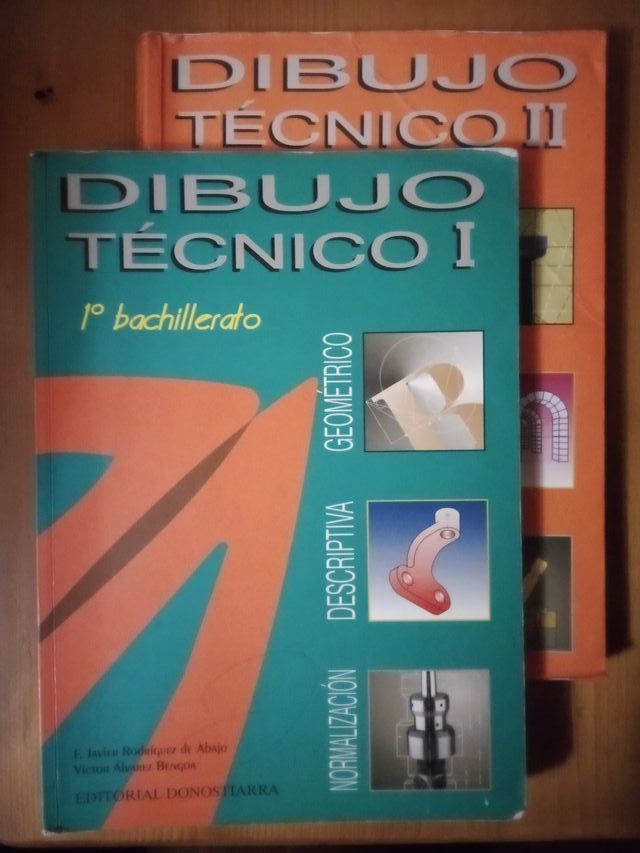 DIBUJO
TÉCNICO II
DIBUJO
TÉCNICO I
1º bachillerato
GEOMÉTRICO
DESCRIPTIVA
NORMALIZACIÓN
F. JAVIER RODRÍGUEZ DE ABAJO
VÍCTOR ÁLVAREZ BENGOA
EDITORIAL DONOSTIARRA